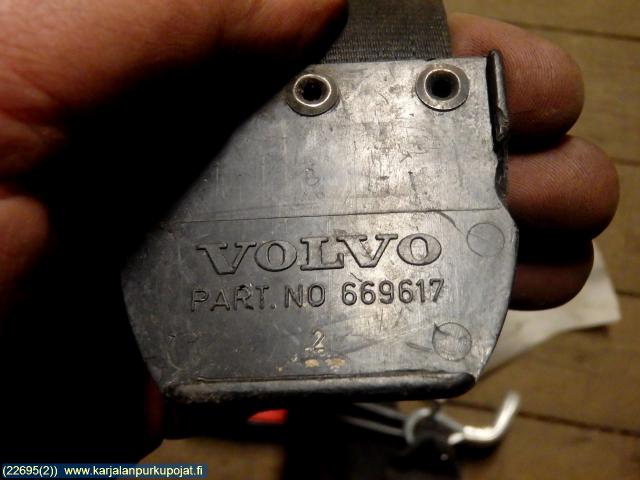 VOLVO
PART. NO 669617
2
(22695(2)) www.karjalanpurkupojat.fi